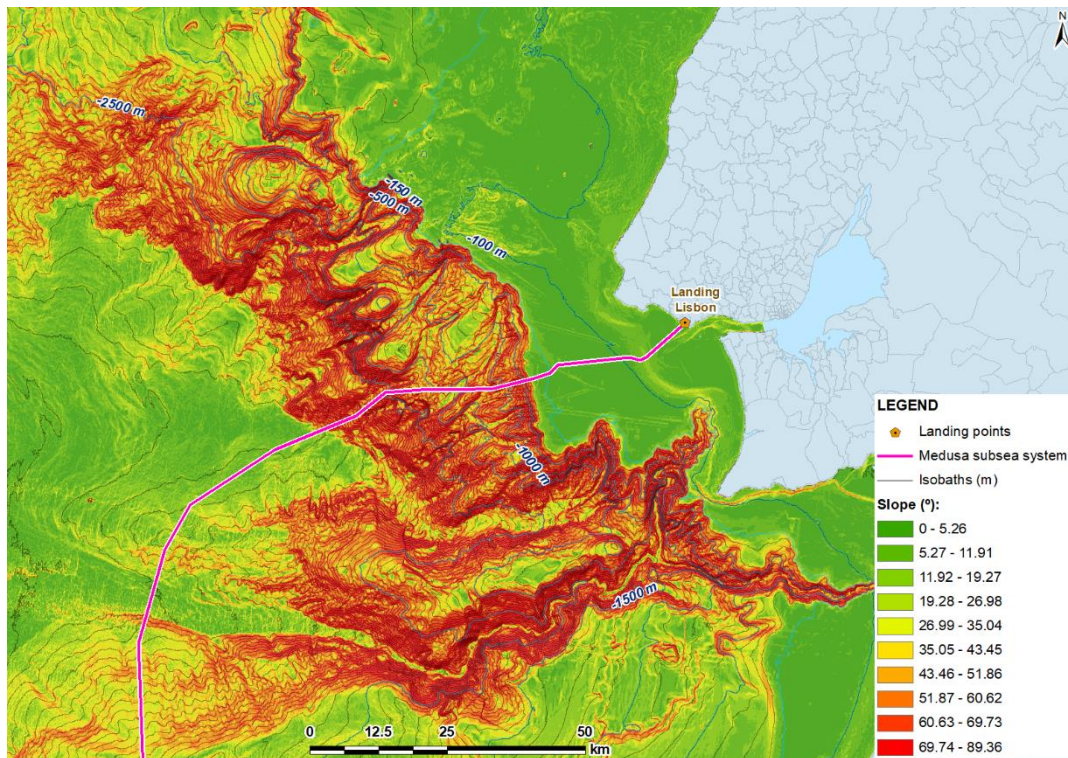 N
-2500 m
-150 m
-500 m
-100 m
Landing
Lisbon
-1000 m
-1500 m
LEGEND
Landing points
Medusa subsea system
Isobaths (m)
Slope (º):
0 - 5.26
5.27 - 11.91
11.92 - 19.27
19.28 - 26.98
26.99 - 35.04
35.05 - 43.45
43.46 - 51.86
51.87 - 60.62
60.63 - 69.73
69.74 - 89.36
0 12.5 25 50
km